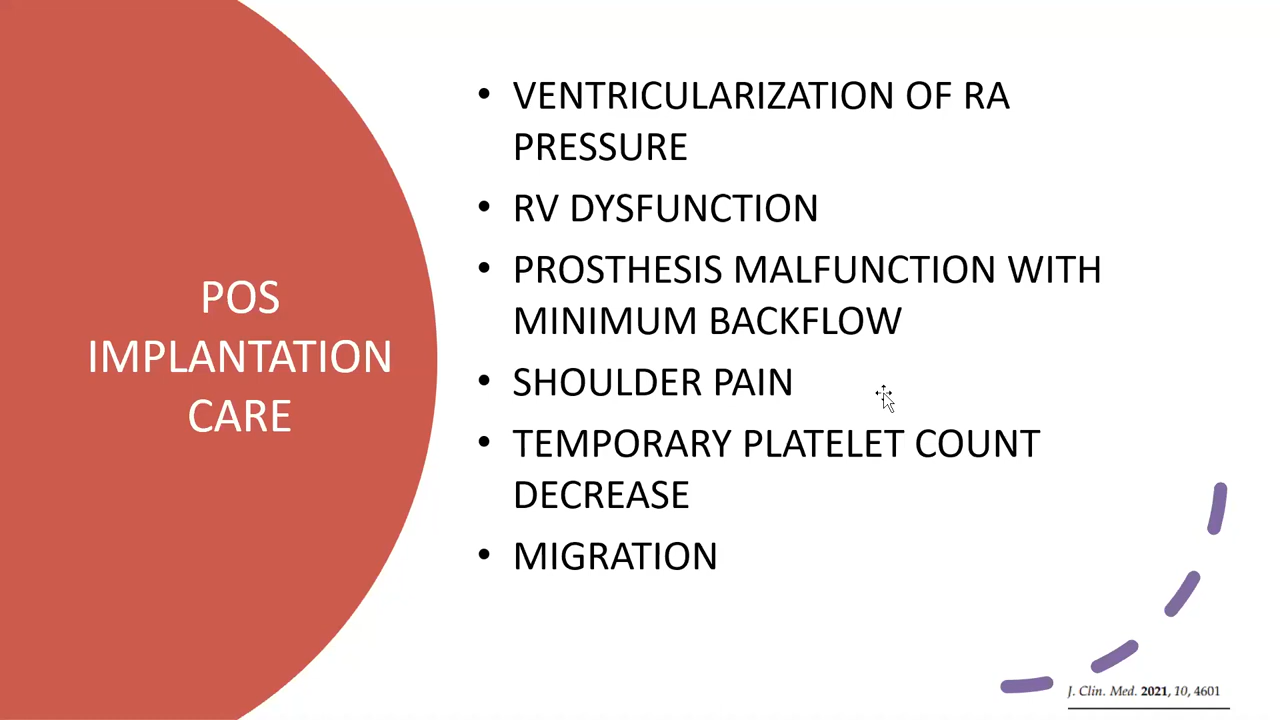 POS
IMPLANTATION
CARE
• VENTRICULARIZATION OF RA
PRESSURE
• RV DYSFUNCTION
• PROSTHESIS MALFUNCTION WITH
MINIMUM BACKFLOW
• SHOULDER PAIN
• TEMPORARY PLATELET COUNT
DECREASE
• MIGRATION
J. Clin. Med. 2021, 10, 4601